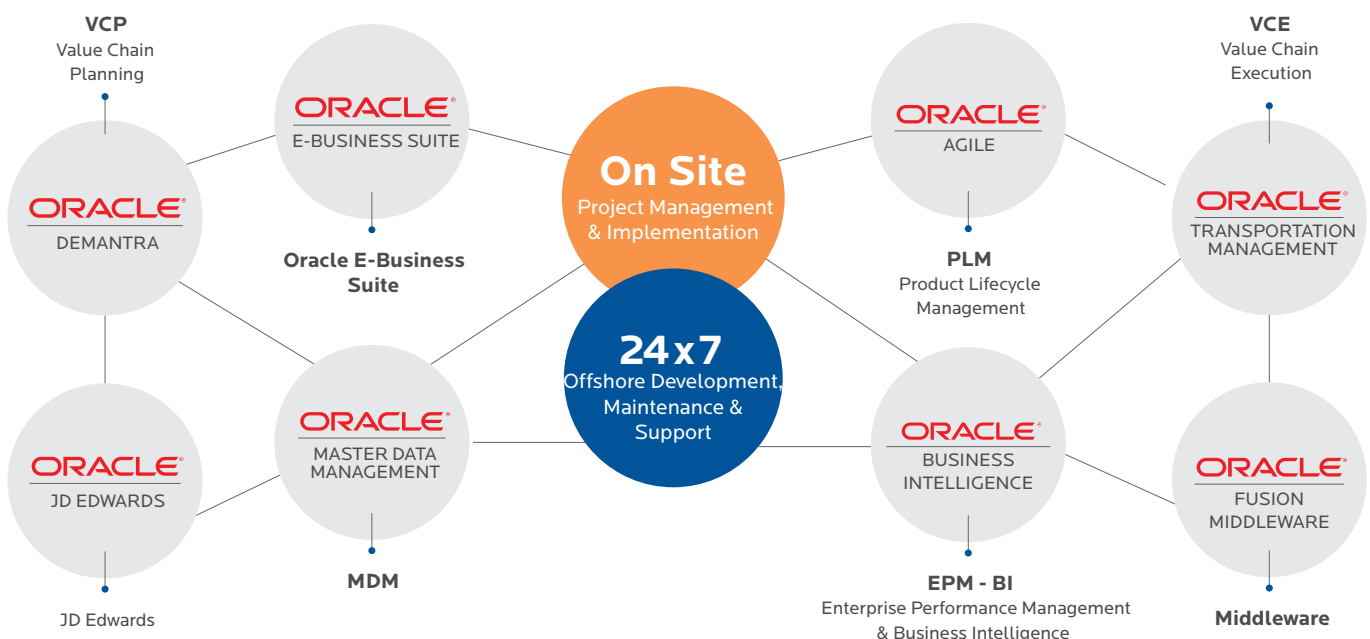 VCP
Value Chain
Planning
ORACLE®
DEMANTRA
ORACLE®
E-BUSINESS SUITE
Oracle E-Business
Suite
On Site
Project Management
& Implementation
24x7
Offshore Development,
Maintenance &
Support
ORACLE®
AGILE
PLM
Product Lifecycle
Management
VCE
Value Chain
Execution
ORACLE®
TRANSPORTATION
MANAGEMENT
ORACLE®
JD EDWARDS
JD Edwards
ORACLE®
MASTER DATA
MANAGEMENT
MDM
ORACLE®
BUSINESS
INTELLIGENCE
EPM - BI
Enterprise Performance Management
& Business Intelligence
ORACLE®
FUSION
MIDDLEWARE
Middleware